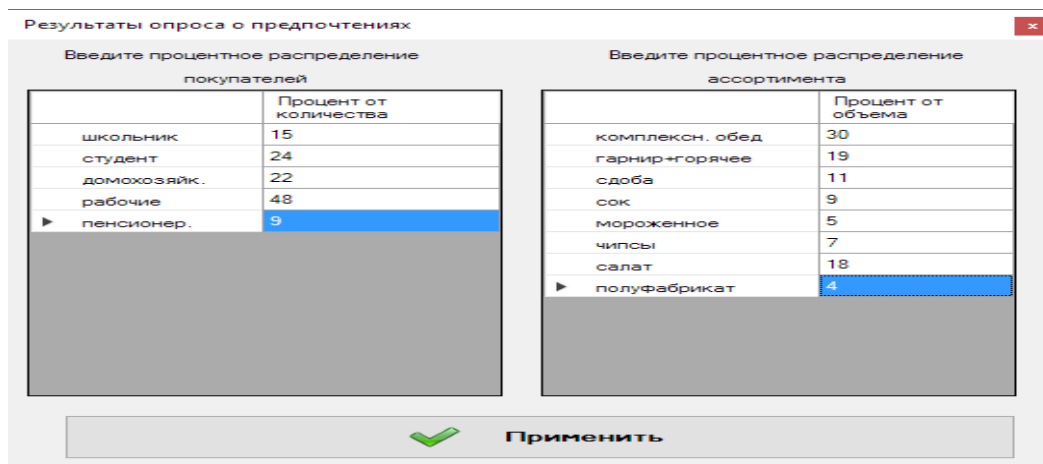 Результаты опроса о предпочтениях
Введите процентное распределение
покупателей
Процент от
количества
школьник 15
студент 24
домохозяйк. 22
рабочие 48
пенсионер. 9
Введите процентное распределение
ассортимента
Процент от
объема
комплексн. обед 30
гарнир+горячее 19
сдоба 11
сок 9
мороженное 5
чипсы 7
салат 18
полуфабрикат 4
Применить